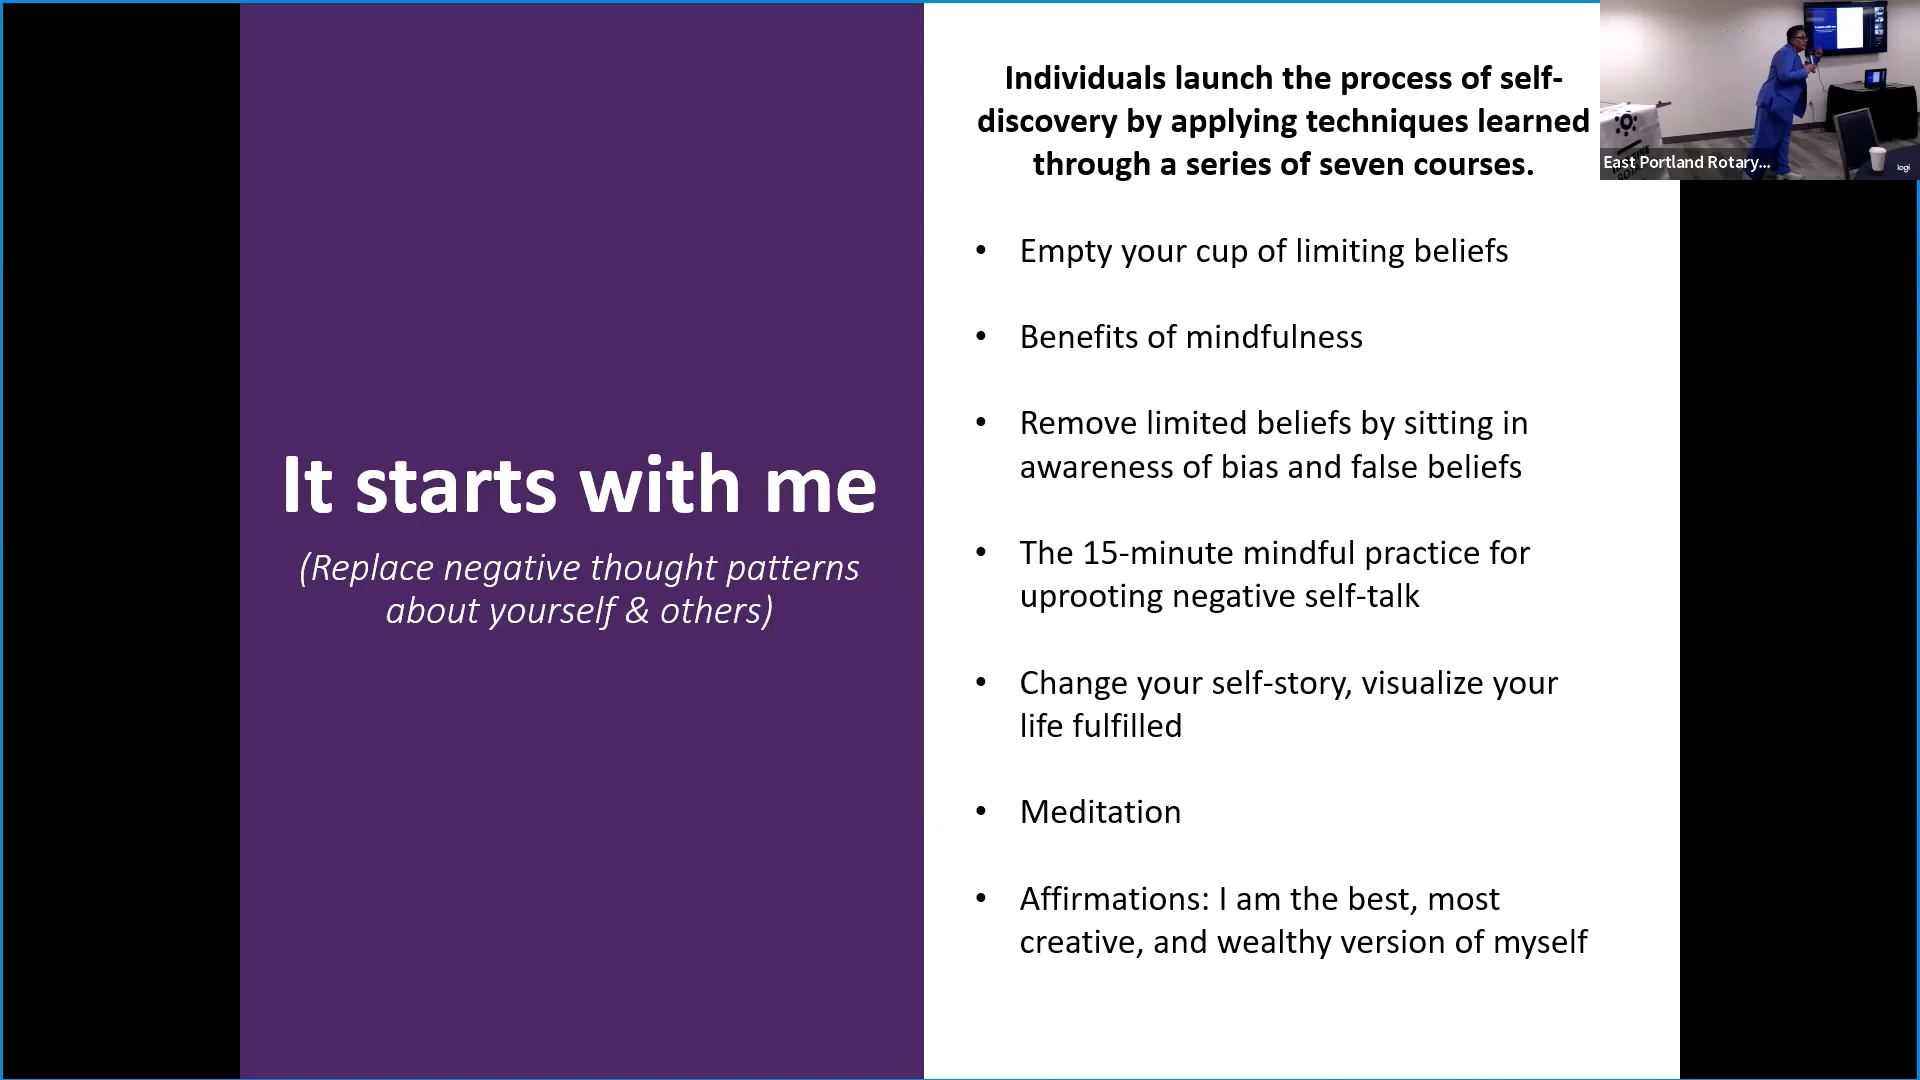 It starts with me
(Replace negative thought patterns
about yourself & others)
Individuals launch the process of self-
discovery by applying techniques learned
through a series of seven courses.
• Empty your cup of limiting beliefs
• Benefits of mindfulness
• Remove limited beliefs by sitting in
awareness of bias and false beliefs
• The 15-minute mindful practice for
uprooting negative self-talk
• Change your self-story, visualize your
life fulfilled
• Meditation
• Affirmations: I am the best, most
creative, and wealthy version of myself
East Portland Rotary...
logi